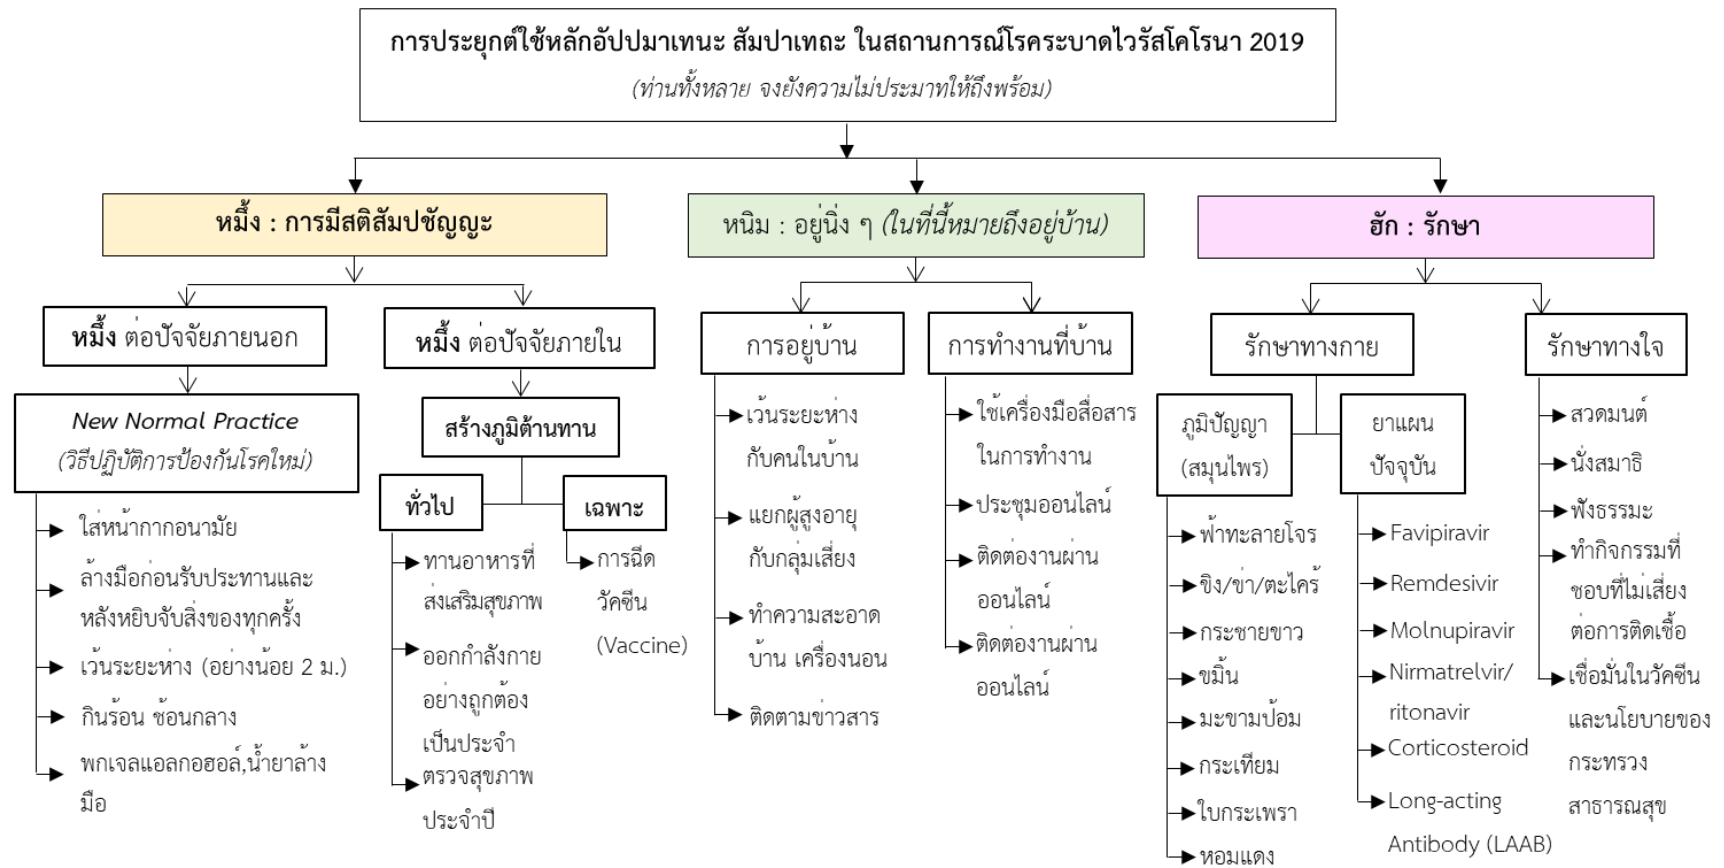 การประยุกต์ใช้หลักอัปปมาเทนะ สัมปาเทถะ ในสถานการณ์โรคระบาดไวรัสโคโรนา 2019
(ท่านทั้งหลาย จงยังความไม่ประมาทให้ถึงพร้อม)
หมึ้ง : การมีสติสัมปชัญญะ
หมึ้ง ต่อปัจจัยภายนอก
New Normal Practice
(วิธีปฏิบัติการป้องกันโรคใหม่)
ใส่หน้ากากอนามัย
ล้างมือก่อนรับประทานและ
หลังหยิบจับสิ่งของทุกครั้ง
เว้นระยะห่าง (อย่างน้อย 2 ม.)
กินร้อน ช้อนกลาง
พกเจลแอลกอฮอล์,น้ำยาล้าง
มือ
หมึ้ง ต่อปัจจัยภายใน
สร้างภูมิต้านทาน
ทั่วไป
ทานอาหารที่
ส่งเสริมสุขภาพ
ออกกำลังกาย
อย่างถูกต้อง
เป็นประจำ
ตรวจสุขภาพ
ประจำปี
เฉพาะ
การฉีด
วัคซีน
(Vaccine)
หนิม : อยู่นิ่ง ๆ (ในที่นี้หมายถึงอยู่บ้าน)
การอยู่บ้าน
เว้นระยะห่าง
กับคนในบ้าน
แยกผู้สูงอายุ
กับกลุ่มเสี่ยง
ทำความสะอาด
บ้าน เครื่องนอน
ติดตามข่าวสาร
การทำงานที่บ้าน
ใช้เครื่องมือสื่อสาร
ในการทำงาน
ประชุมออนไลน์
ติดต่องานผ่าน
ออนไลน์
ติดต่องานผ่าน
ออนไลน์
ฮัก : รักษา
รักษาทางกาย
ภูมิปัญญา
(สมุนไพร)
ฟ้าทะลายโจร
ขิง/ข่า/ตะไคร้
กระชายขาว
ขมิ้น
มะขามป้อม
กระเทียม
ใบกระเพรา
หอมแดง
ยาแผน
ปัจจุบัน
Favipiravir
Remdesivir
Molnupiravir
Nirmatrelvir/
ritonavir
Corticosteroid
Long-acting
Antibody (LAAB)
รักษาทางใจ
สวดมนต์
นั่งสมาธิ
ฟังธรรมะ
ทำกิจกรรมที่
ชอบที่ไม่เสี่ยง
ต่อการติดเชื้อ
เชื่อมั่นในวัคซีน
และนโยบายของ
กระทรวง
สาธารณสุข